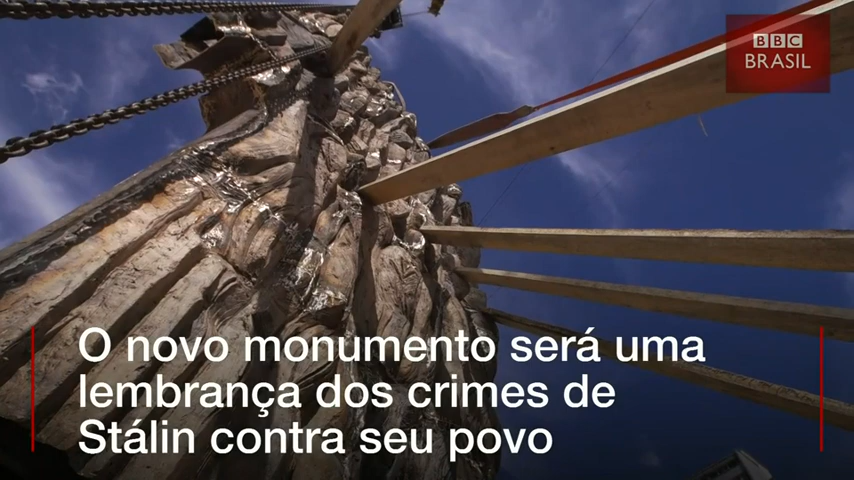 BBC
BRASIL
O novo monumento será uma
lembrança dos crimes de
Stálin contra seu povo